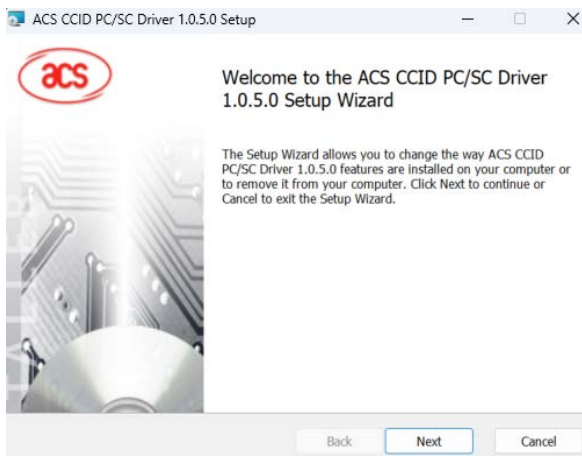 ACS CCID PC/SC Driver 1.0.5.0 Setup
acs
Welcome to the ACS CCID PC/SC Driver
1.0.5.0 Setup Wizard
The Setup Wizard allows you to change the way ACS CCID
PC/SC Driver 1.0.5.0 features are installed on your computer or
to remove it from your computer. Click Next to continue or
Cancel to exit the Setup Wizard.
Back Next Cancel